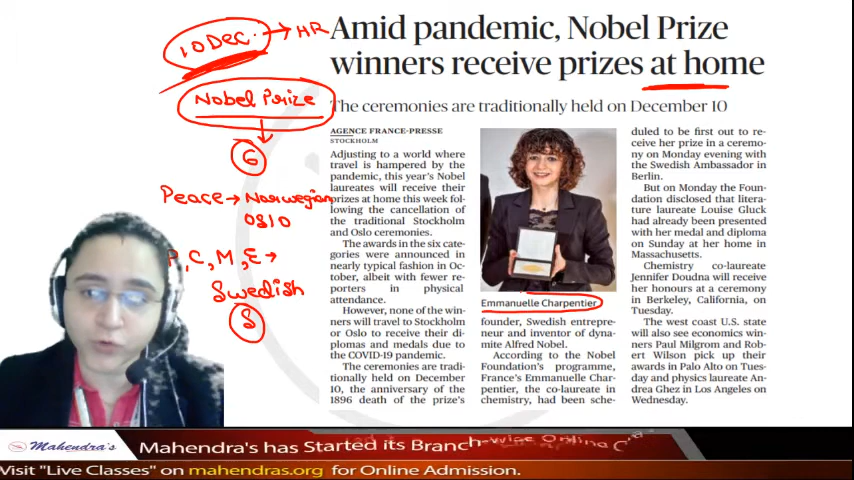 10 Dec. → HR
Nobel Prize
6
Peace → Norwegian
Oslo
P, C, M, E →
Swedish
S
Amid pandemic, Nobel Prize
winners receive prizes at home
The ceremonies are traditionally held on December 10
AGENCE FRANCE-PRESSE
STOCKHOLM
Adjusting to a world where
travel is hampered by the
pandemic, this year's Nobel
laureates will receive their
prizes at home this week fol-
lowing the cancellation of
the traditional Stockholm
and Oslo ceremonies.
The awards in the six cate-
gories were announced in
nearly typical fashion in Oc-
tober, albeit with fewer re-
porters in physical
attendance.
However, none of the win-
ners will travel to Stockholm
or Oslo to receive their di-
plomas and medals due to
the COVID-19 pandemic.
The ceremonies are tradi-
tionally held on December
10, the anniversary of the
1896 death of the prize's
Emmanuelle Charpentier
founder, Swedish entrepre-
neur and inventor of dyna-
mite Alfred Nobel.
According to the Nobel
Foundation's programme,
France's Emmanuelle Char-
pentier, the co-laureate in
chemistry, had been sche-
duled to be first out to re-
ceive her prize in a ceremo-
ny on Monday evening with
the Swedish Ambassador in
Berlin.
But on Monday the Foun-
dation disclosed that litera-
ture laureate Louise Gluck
had already been presented
with her medal and diploma
on Sunday at her home in
Massachusetts.
Chemistry co-laureate
Jennifer Doudna will receive
her honours at a ceremony
in Berkeley, California, on
Tuesday.
The west coast U.S. state
will also see economics win-
ners Paul Milgrom and Rob-
ert Wilson pick up their
awards in Palo Alto on Tues-
day and physics laureate An-
drea Ghez in Los Angeles on
Wednesday.
Mahendra's
Mahendra's has Started its Branch-wise Online
Visit "Live Classes" on mahendras.org for Online Admission.